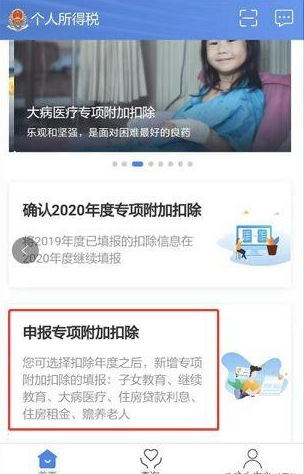 个人所得税
大病医疗专项附加扣除
乐观和坚强，是面对困难最好的良药
确认2020年度专项附加扣除
将2019年度已填报的扣除信息在
2020年度继续填报
申报专项附加扣除
您可选择扣除年度之后，新增专项
附加扣除的填报：子女教育、继续
教育、大病医疗、住房贷款利息、
住房租金、赡养老人
首页